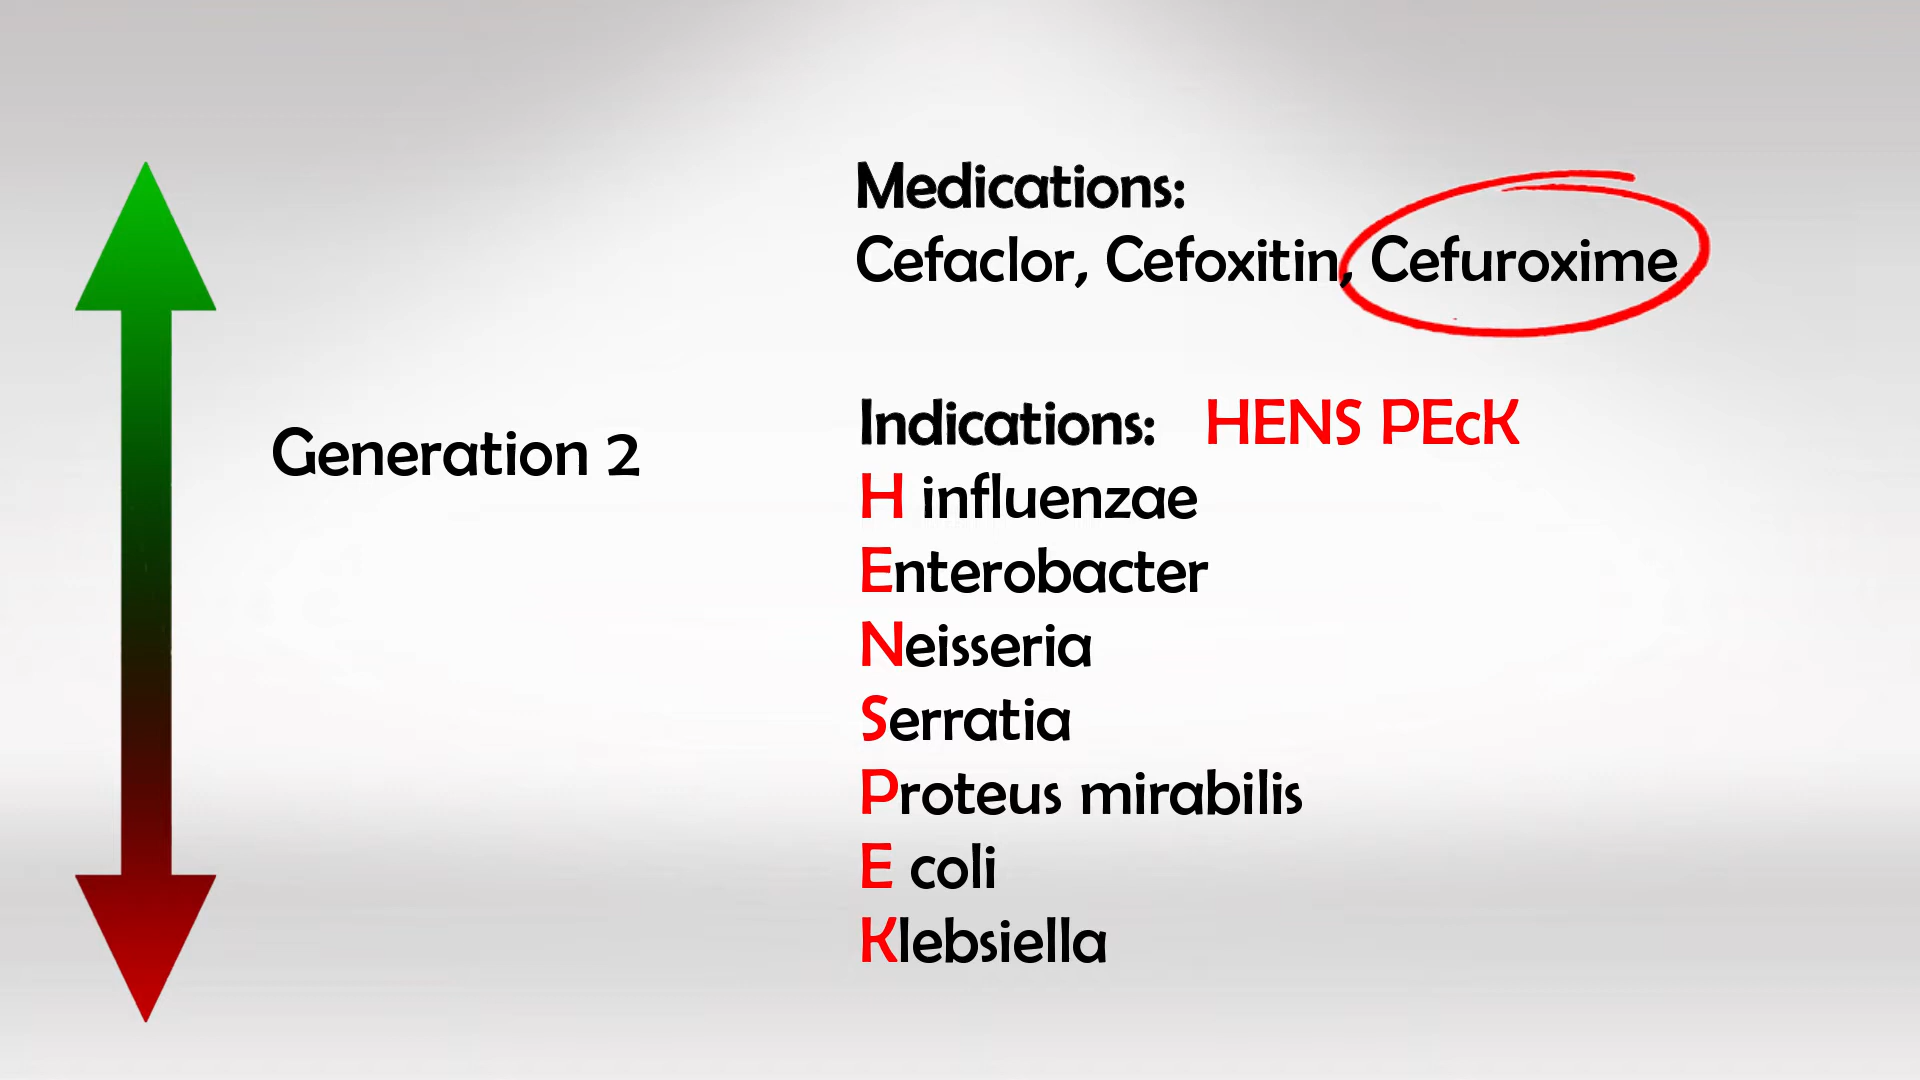 Generation 2
Medications:
Cefaclor, Cefoxitin, Cefuroxime
Indications: HENS PEcK
H influenzae
Enterobacter
Neisseria
Serratia
Proteus mirabilis
E coli
Klebsiella